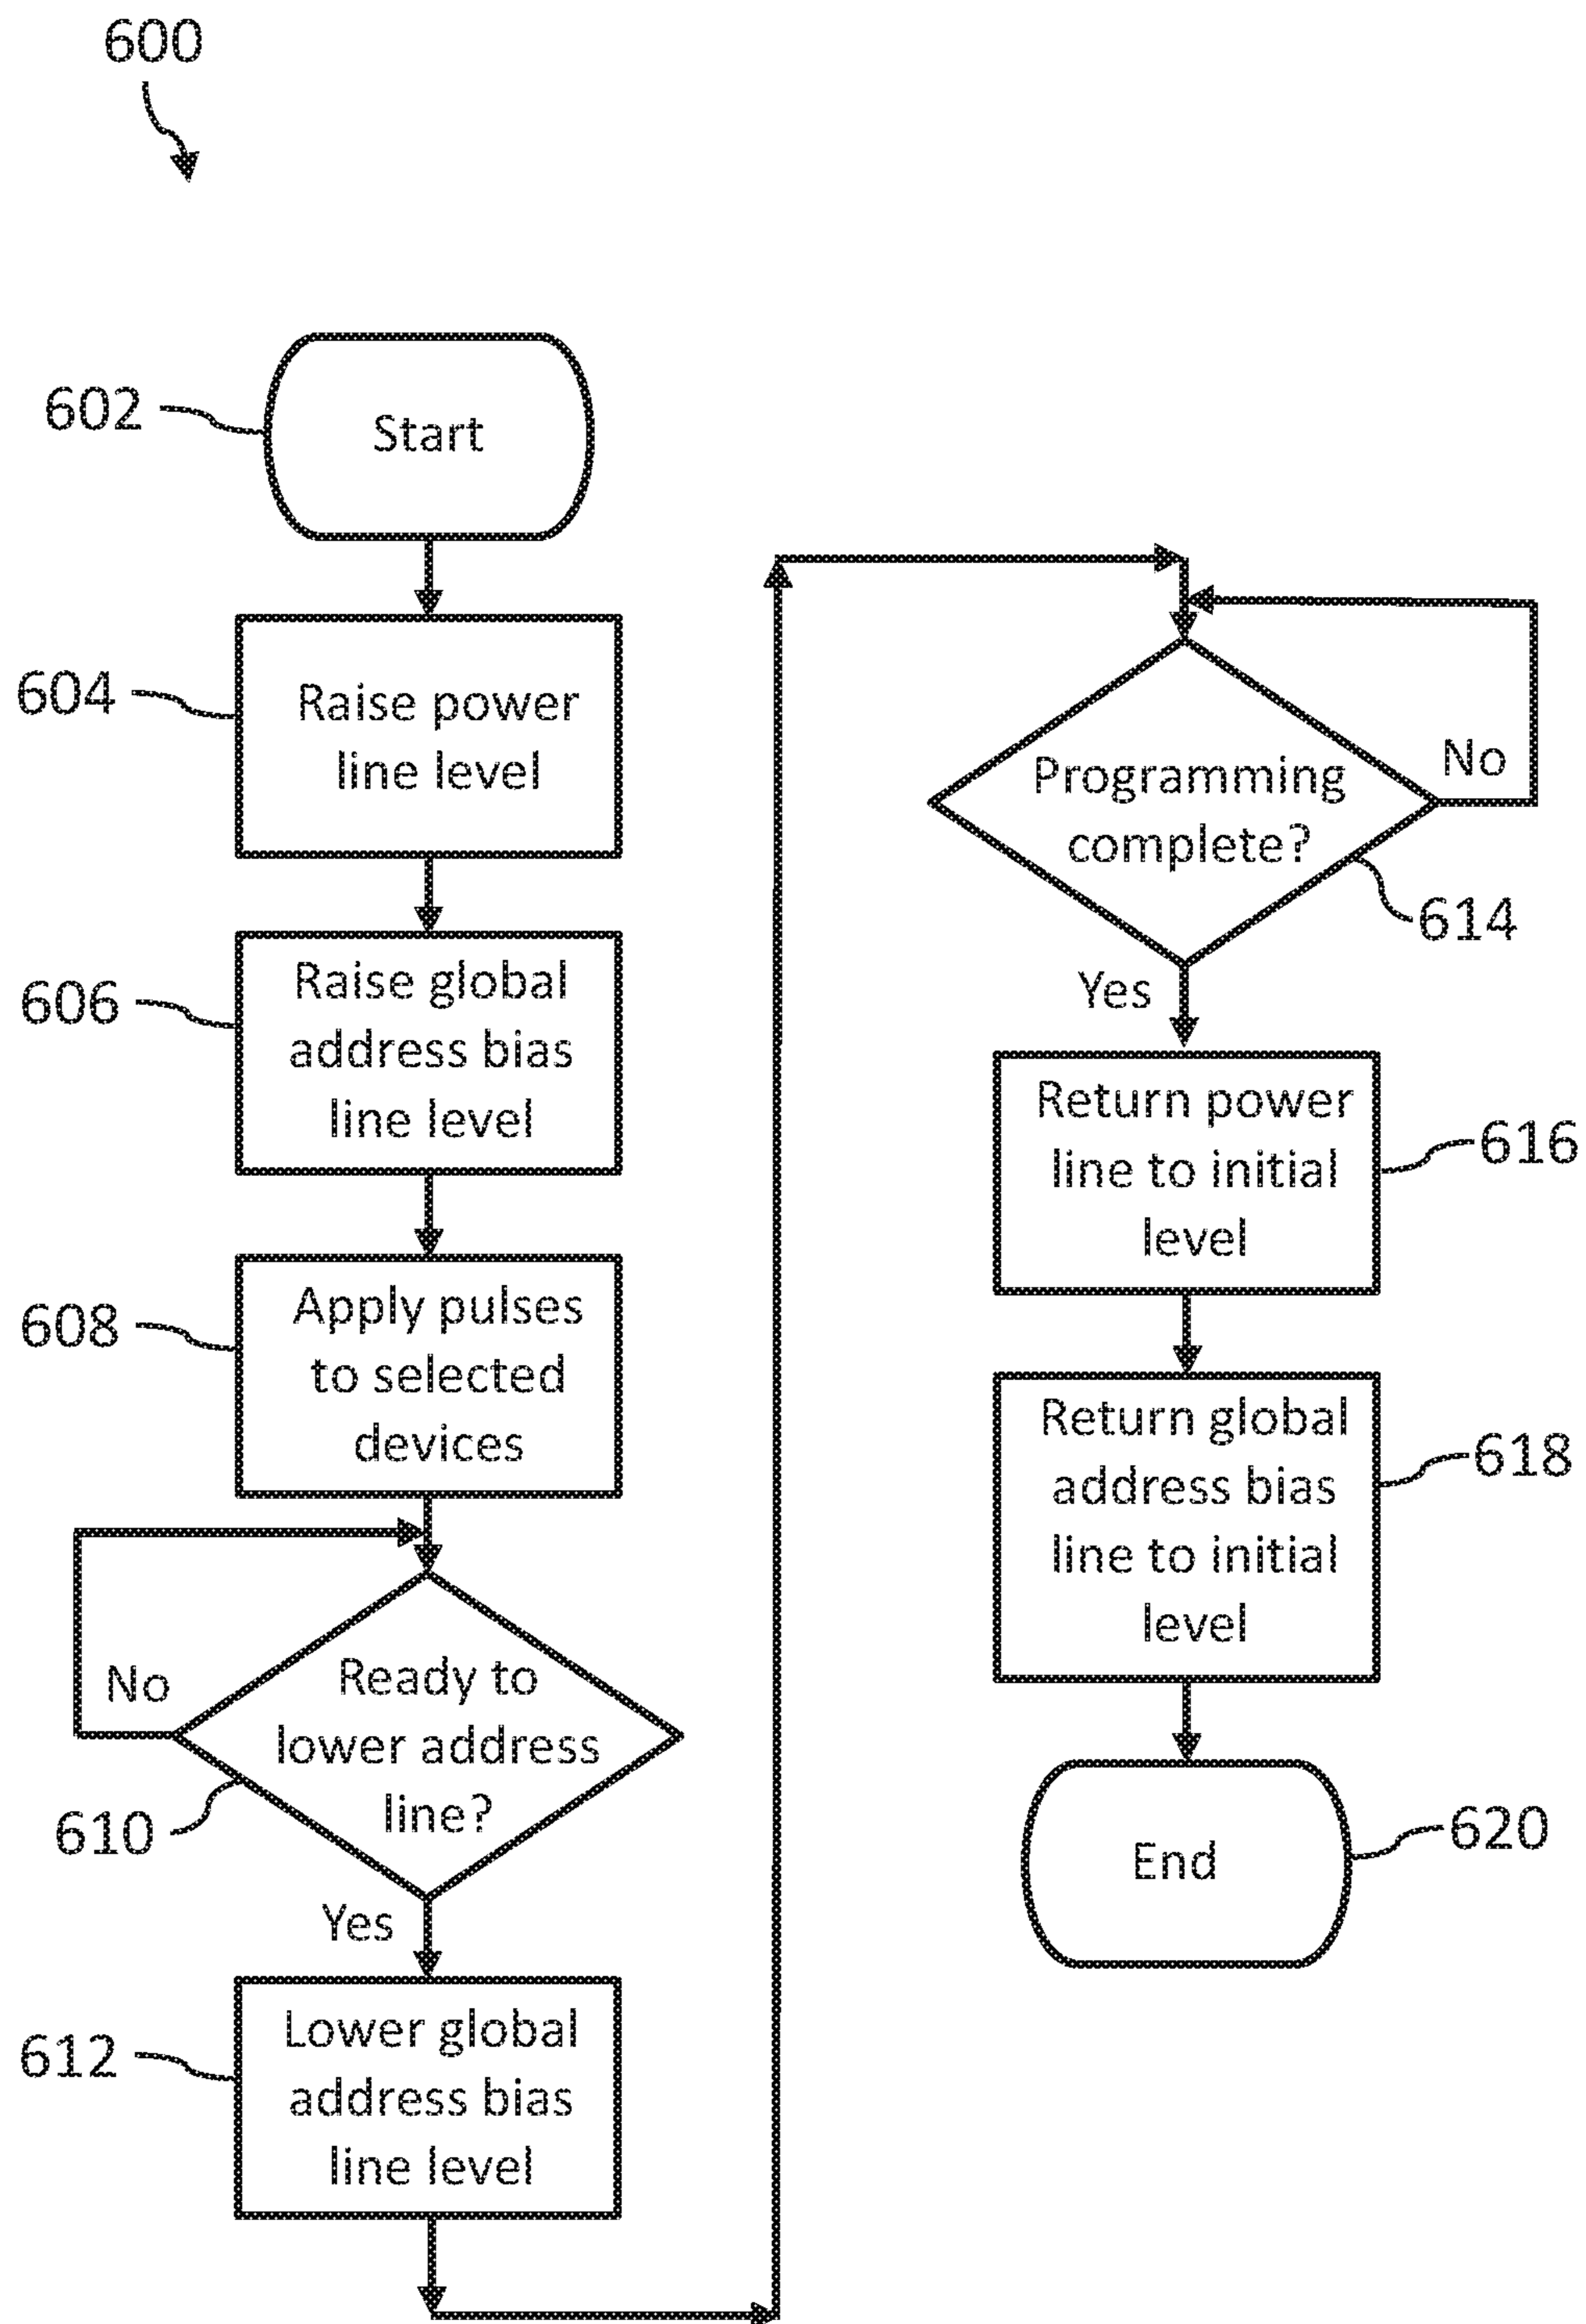 600
602
Start
604
Raise power
line level
606
Raise global
address bias
line level
608
Apply pulses
to selected
devices
No
Ready to
lower address
line?
610
Yes
612
Lower global
address bias
line level
Programming
complete?
No
614
Yes
Return power
line to initial
level
616
Return global
address bias
line to initial
level
618
End
620